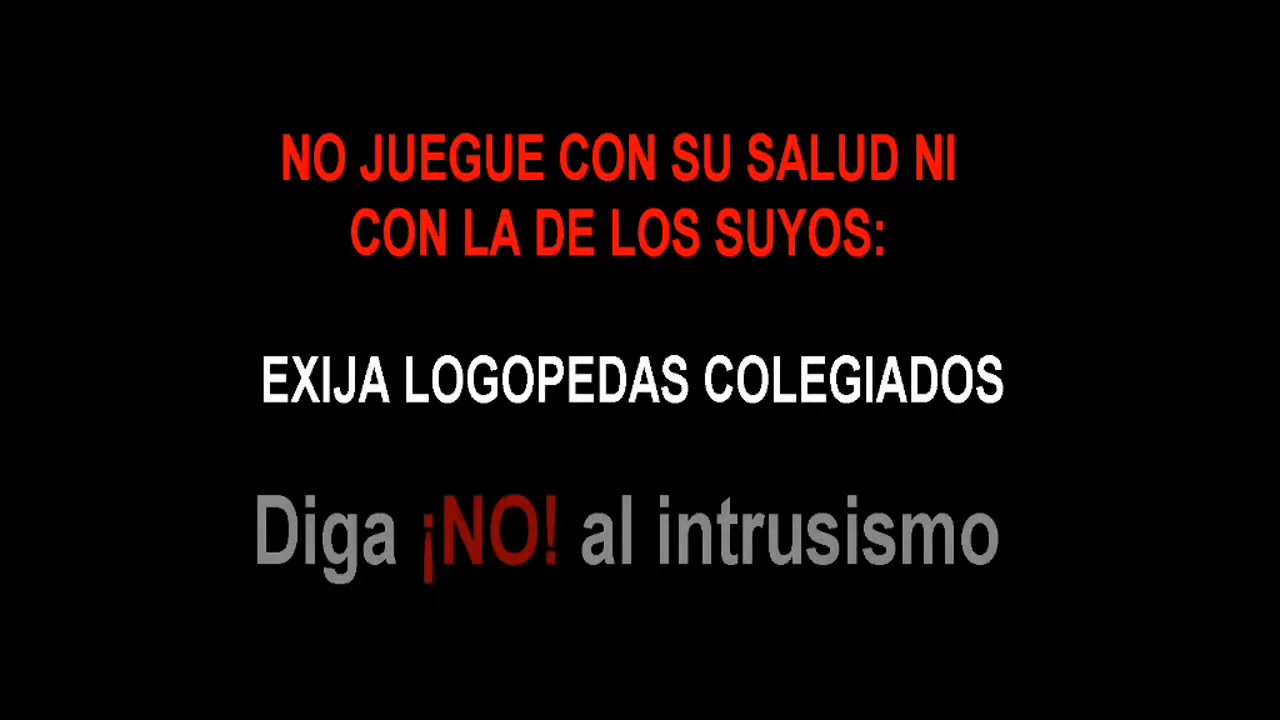 NO JUEGUE CON SU SALUD NI
CON LA DE LOS SUYOS:
EXIJA LOGOPEDAS COLEGIADOS
Diga ¡NO! al intrusismo